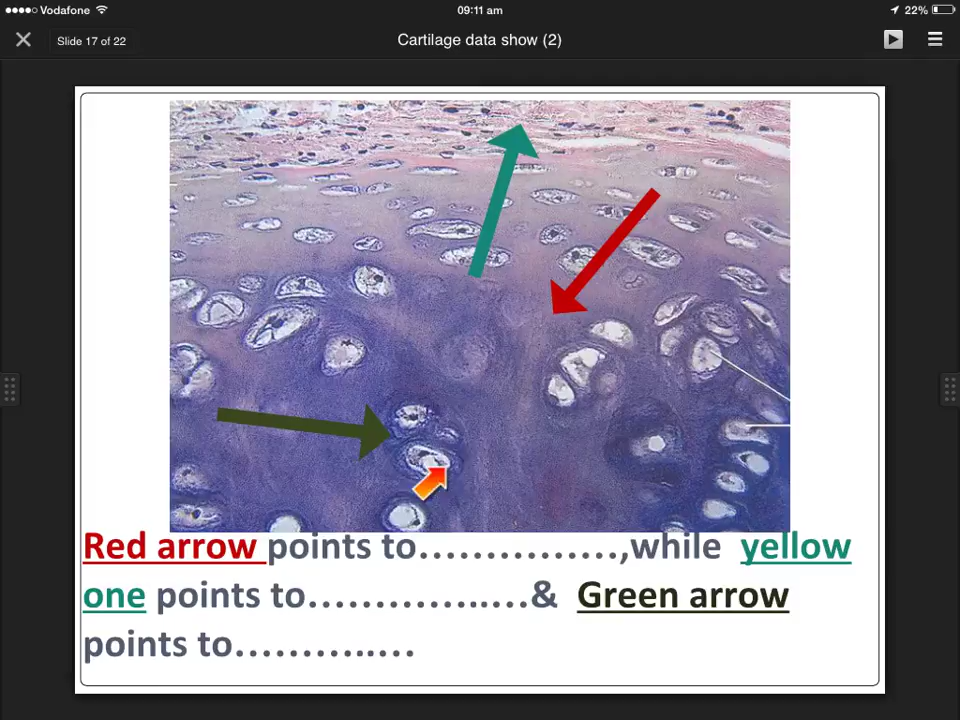 Vodafone 09:11 am 22%
Slide 17 of 22 Cartilage data show (2)
Red arrow points to……………,while yellow
one points to…………..…& Green arrow
points to………..…